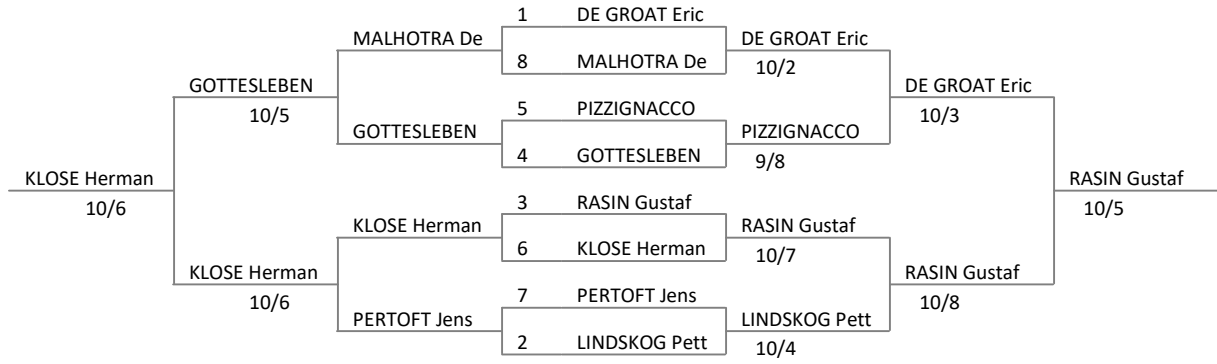 1 DE GROAT Eric
MALHOTRA De DE GROAT Eric
8 MALHOTRA De 10/2
GOTTESLEBEN DE GROAT Eric
10/5 5 PIZZIGNACCO 10/3
GOTTESLEBEN PIZZIGNACCO
4 GOTTESLEBEN 9/8
KLOSE Herman RASIN Gustaf
10/6 3 RASIN Gustaf 10/5
KLOSE Herman RASIN Gustaf
6 KLOSE Herman 10/7
KLOSE Herman RASIN Gustaf
10/6 7 PERTOFT Jens 10/8
PERTOFT Jens LINDSKOG Pett
2 LINDSKOG Pett 10/4